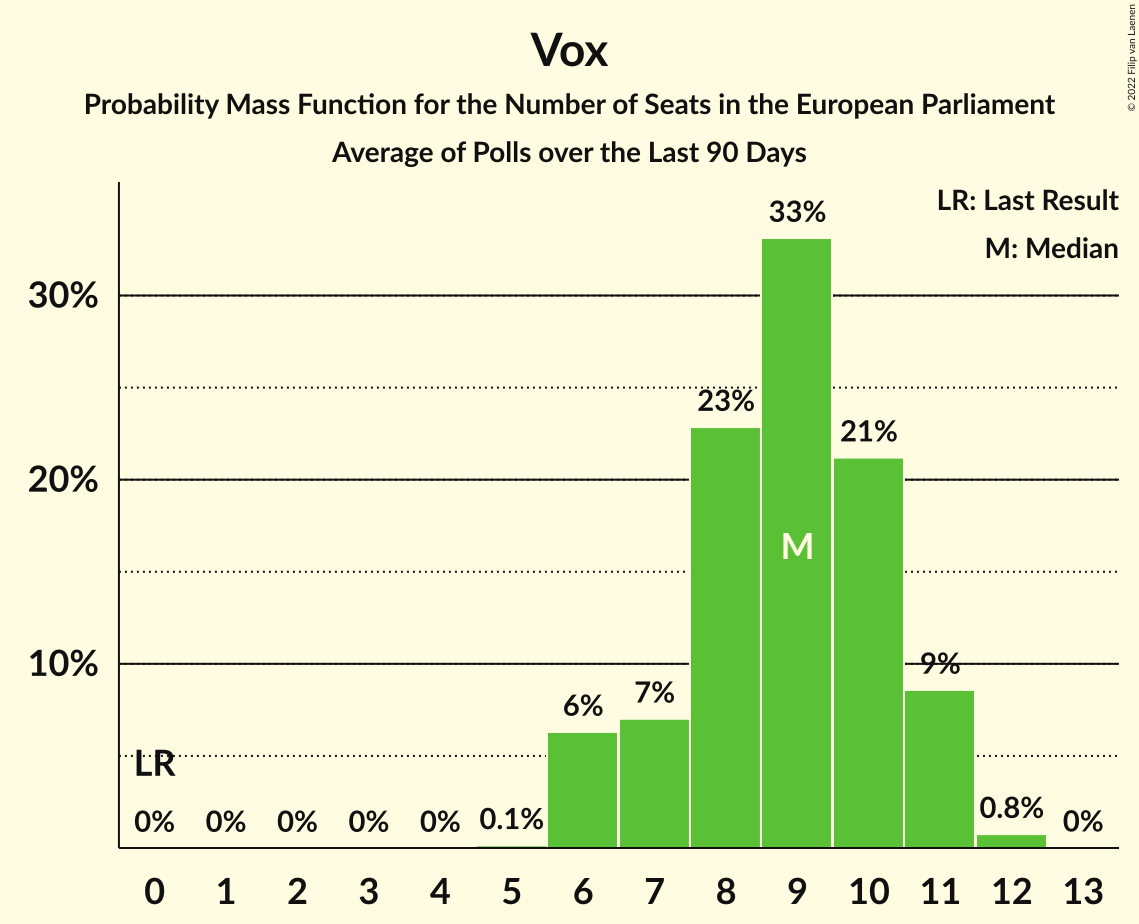 © 2022 Filip van Laenen
Vox
Probability Mass Function for the Number of Seats in the European Parliament
Average of Polls over the Last 90 Days
LR: Last Result
M: Median
33%
30%
23%
21%
20%
M
10%
9%
7%
6%
LR
0% 0% 0% 0% 0% 0.1% 0.8% 0%
0 1 2 3 4 5 6 7 8 9 10 11 12 13